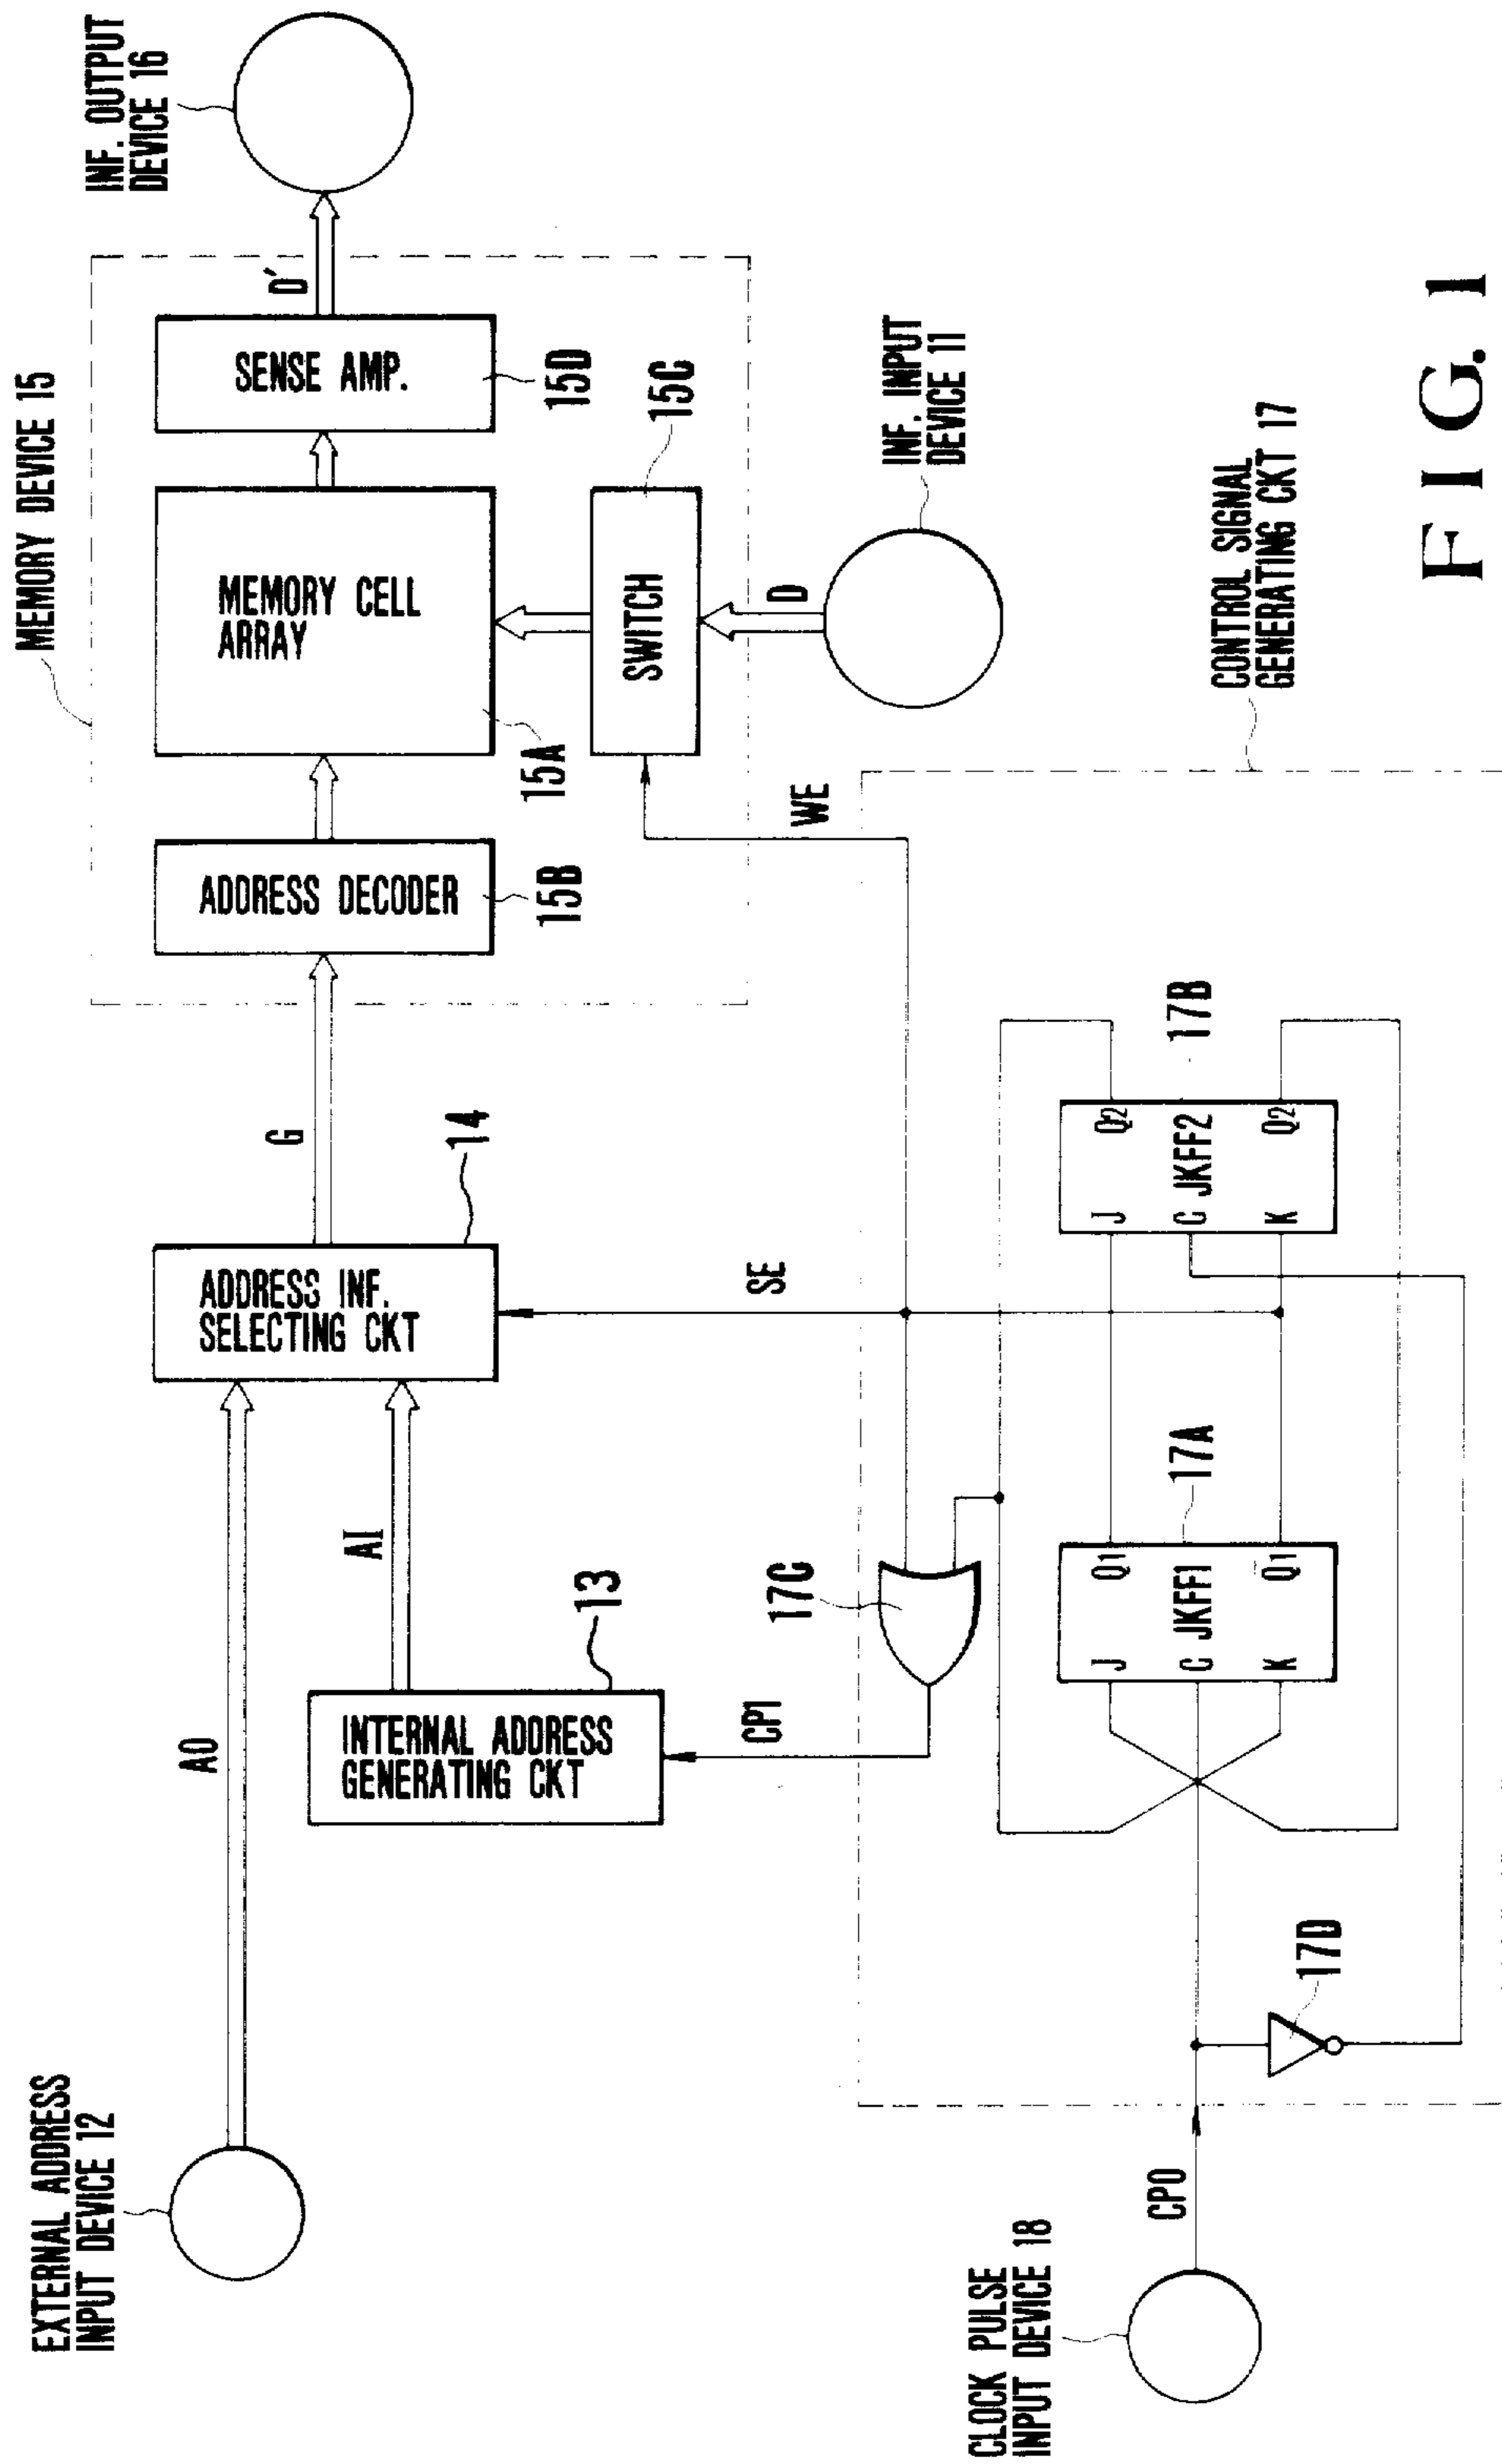 EXTERNAL ADDRESS
INPUT DEVICE 12
AO
INTERNAL ADDRESS
GENERATING CKT
13
AI
ADDRESS INF.
SELECTING CKT
14
G
MEMORY DEVICE 15
ADDRESS DECODER
15B
MEMORY CELL
ARRAY
15A
SENSE AMP.
15D
D'
INF. OUTPUT
DEVICE 16
SWITCH
15C
D
INF. INPUT
DEVICE 11
WE
SE
CP1
17C
CLOCK PULSE
INPUT DEVICE 18
CPO
17D
J
C
K
JKFF1
Q1
Q1
17A
J
C
K
JKFF2
Q2
Q2
17B
CONTROL SIGNAL
GENERATING CKT 17
FIG. 1